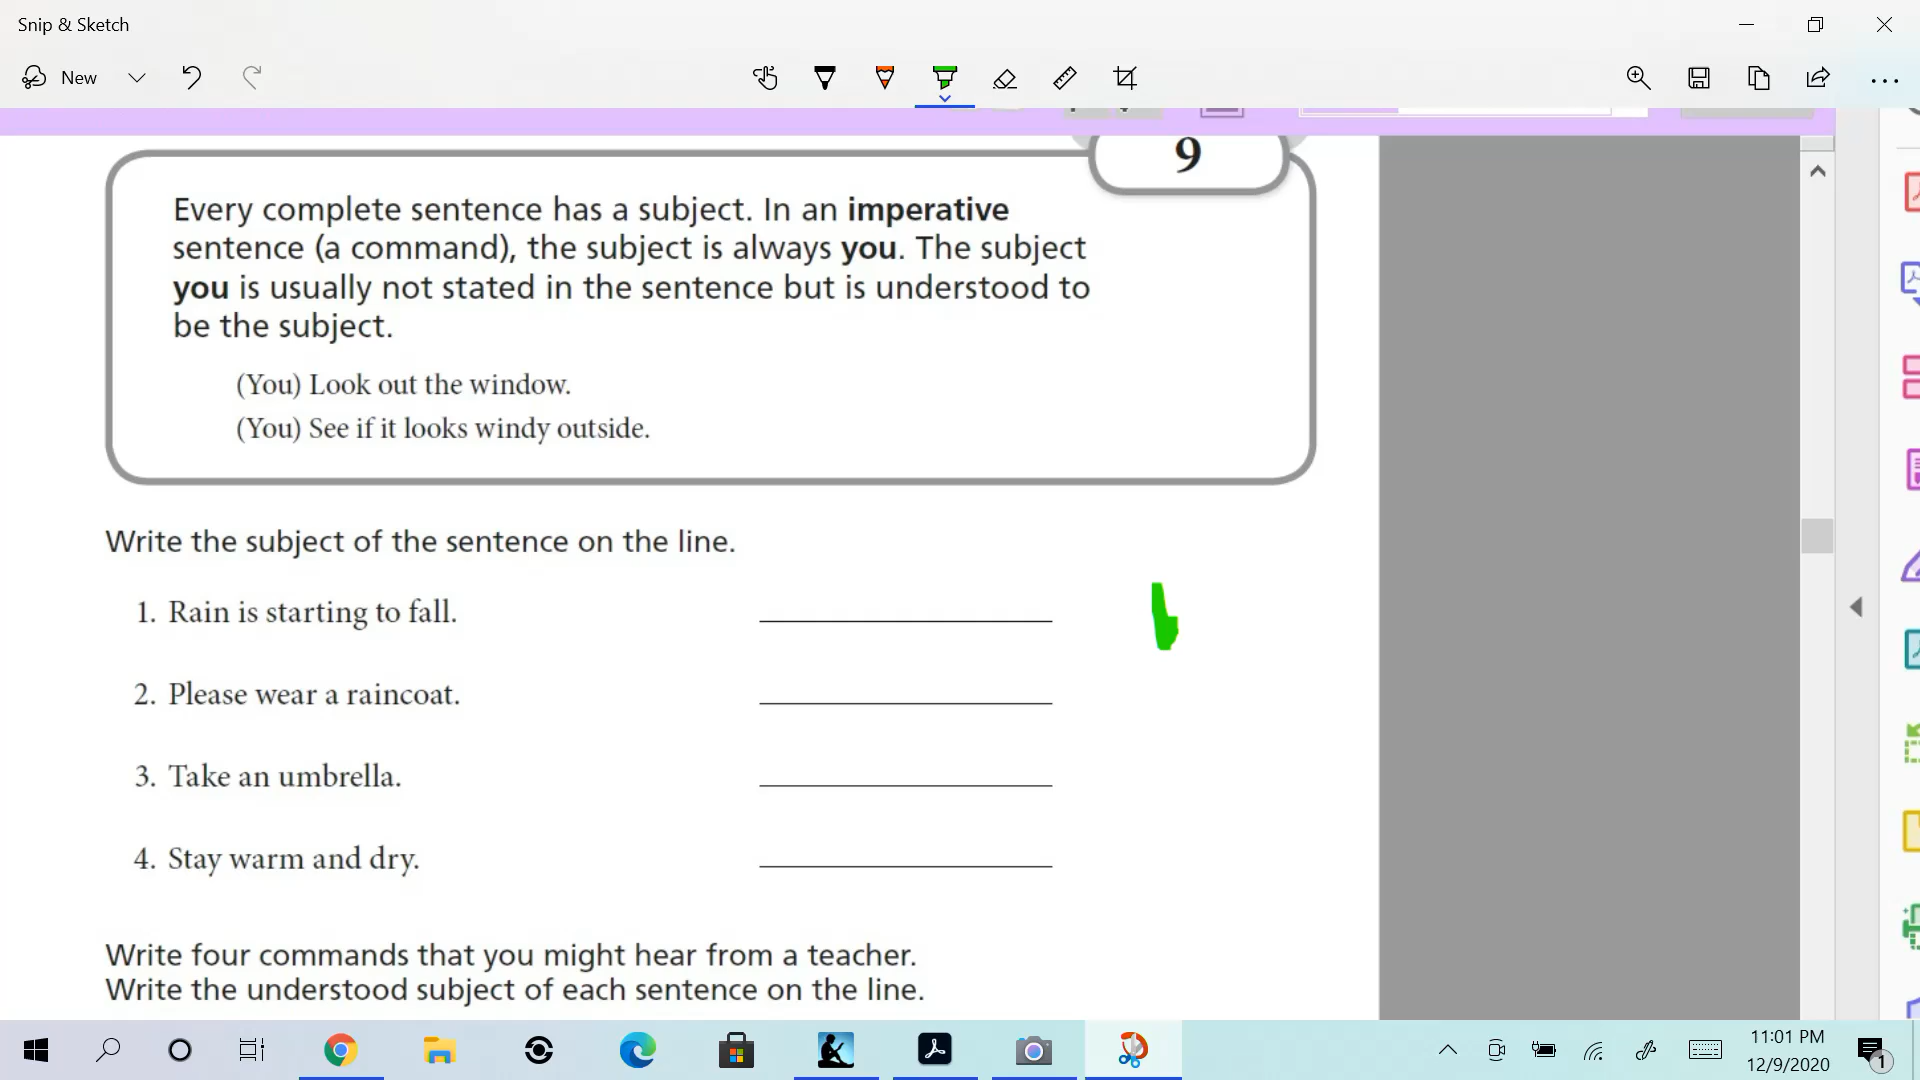 Snip & Sketch
New
9
Every complete sentence has a subject. In an imperative
sentence (a command), the subject is always you. The subject
you is usually not stated in the sentence but is understood to
be the subject.
(You) Look out the window.
(You) See if it looks windy outside.
Write the subject of the sentence on the line.
1. Rain is starting to fall.
2. Please wear a raincoat.
3. Take an umbrella.
4. Stay warm and dry.
Write four commands that you might hear from a teacher.
Write the understood subject of each sentence on the line.
11:01 PM
12/9/2020
1